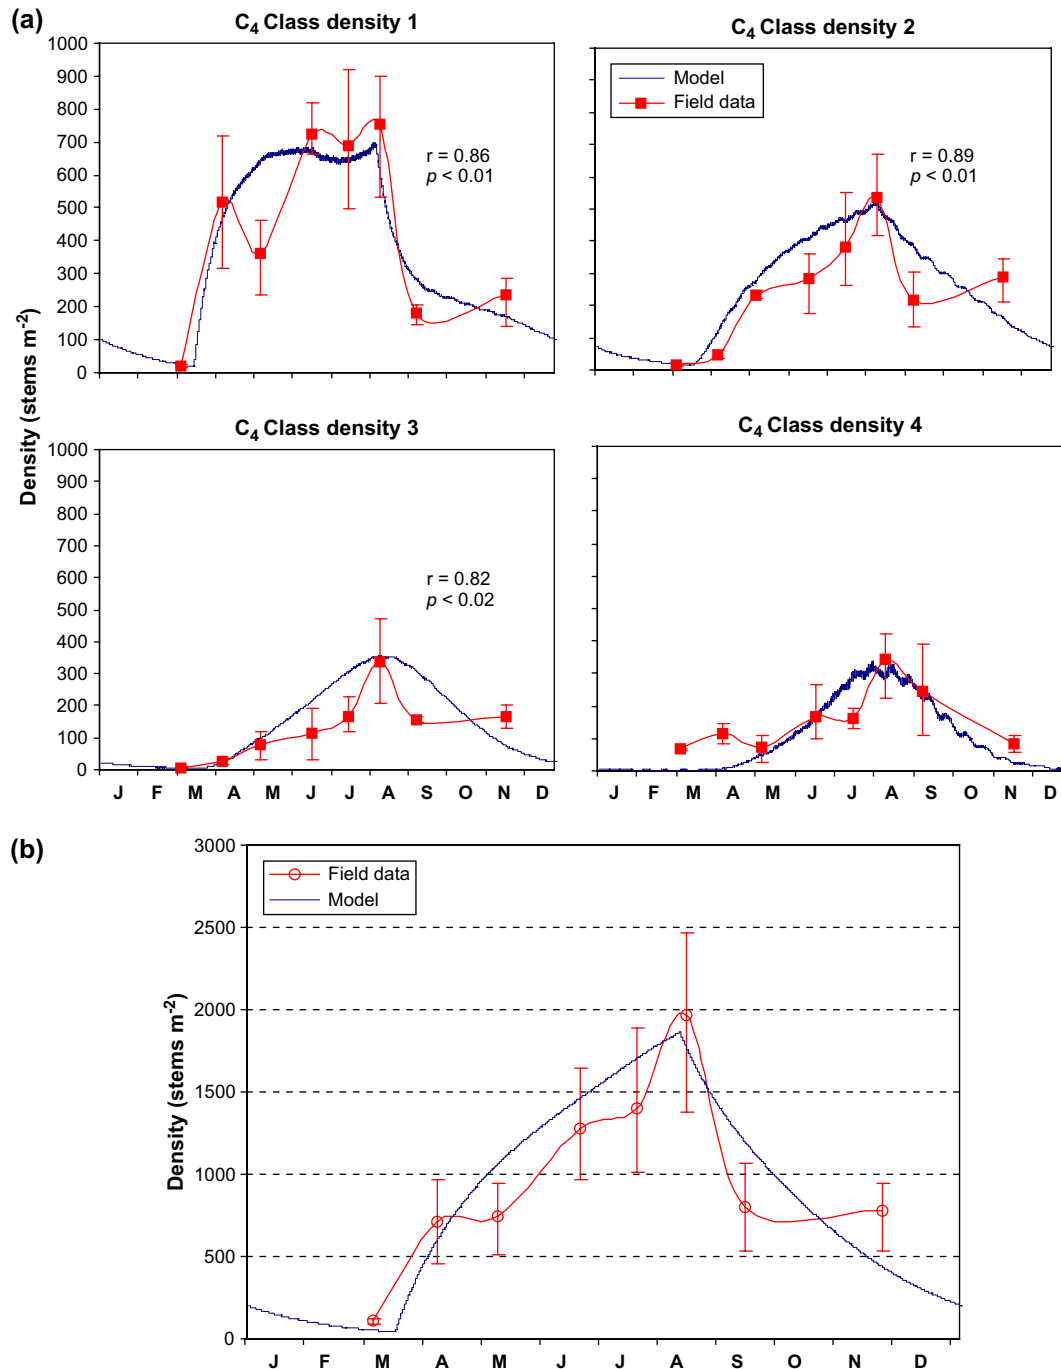 (a)
C4 Class density 1
C4 Class density 2
1000
900
800
700
600
500
400
300
200
100
0
r = 0.86
p < 0.01
Model
Field data
r = 0.89
p < 0.01
Density (stems m-2)
C4 Class density 3
C4 Class density 4
1000
900
800
700
600
500
400
300
200
100
0
r = 0.82
p < 0.02
J F M A M J J A S O N D
J F M A M J J A S O N D
(b)
3000
2500
2000
1500
1000
500
0
Field data
Model
Density (stems m-2)
J F M A M J J A S O N D